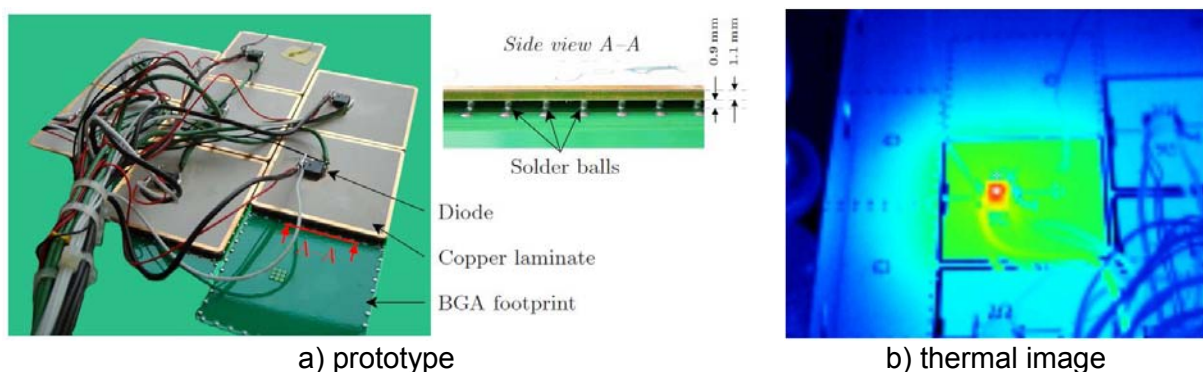 Side view A–A
0.9 mm
1.1 mm
Solder balls
Diode
Copper laminate
A–A
BGA footprint
a) prototype
b) thermal image